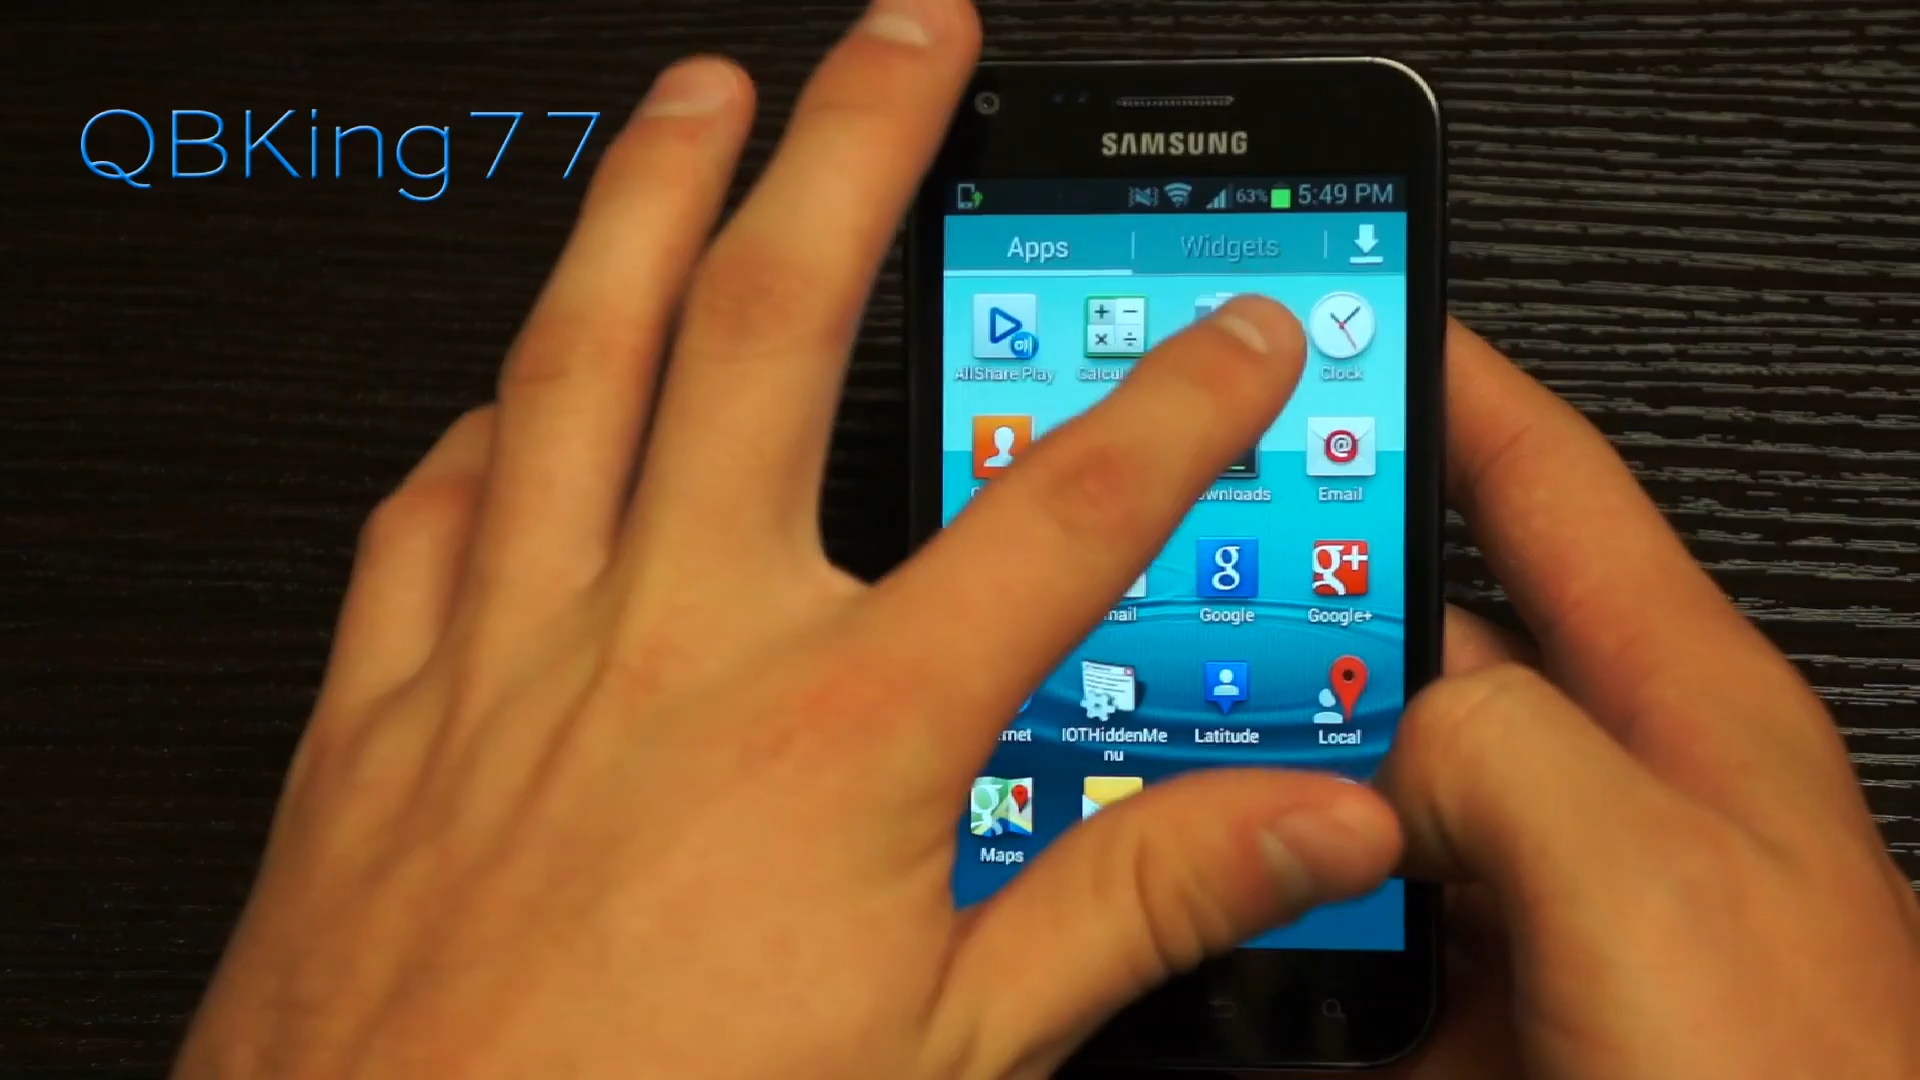 QBKing77
SAMSUNG
63% 5:49 PM
Apps Widgets
AllShare Play Clock
Email
Google Google+
IOTHiddenMe
nu
Latitude Local
Maps